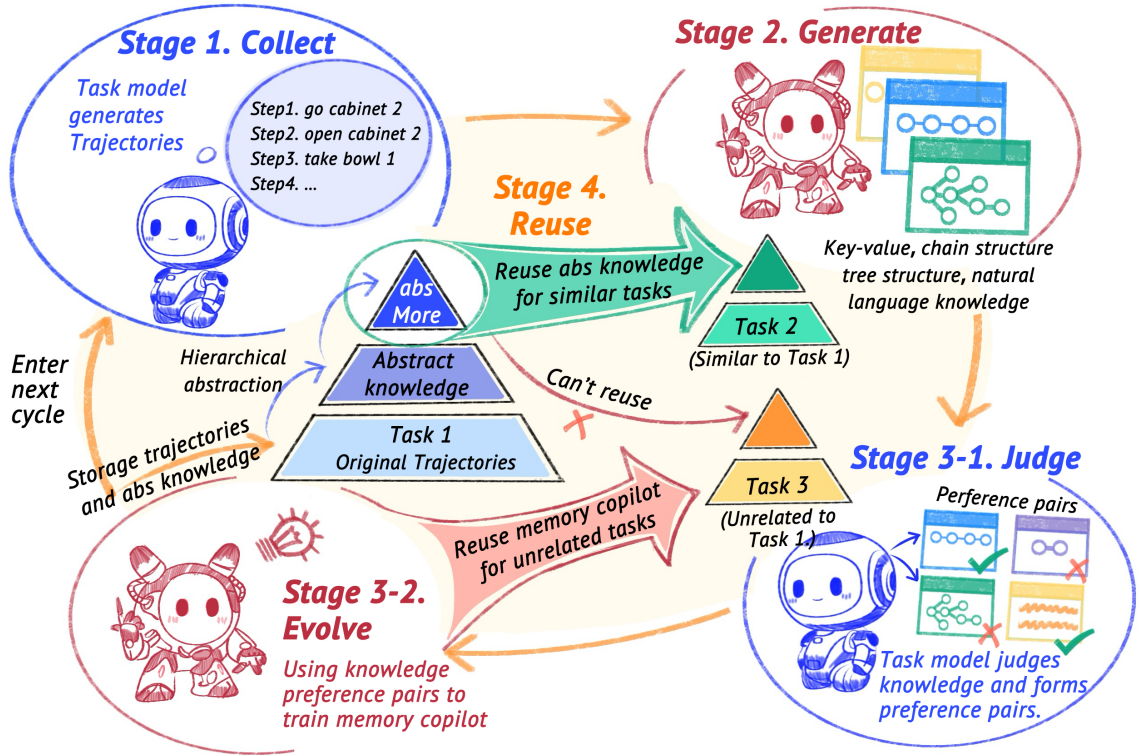 Stage 1. Collect
Task model
generates
Trajectories
Step1. go cabinet 2
Step2. open cabinet 2
Step3. take bowl 1
Step4. ...
Stage 2. Generate
Key-value, chain structure
tree structure, natural
language knowledge
Stage 4.
Reuse
Reuse abs knowledge
for similar tasks
abs
More
Abstract
knowledge
Task 1
Original Trajectories
Hierarchical
abstraction
Enter
next
cycle
Storage trajectories
and abs knowledge
Task 2
(Similar to Task 1)
Can't reuse
Task 3
(Unrelated to
Task 1.)
Reuse memory copilot
for unrelated tasks
Stage 3-1. Judge
Perference pairs
Task model judges
knowledge and forms
preference pairs.
Stage 3-2.
Evolve
Using knowledge
preference pairs to
train memory copilot